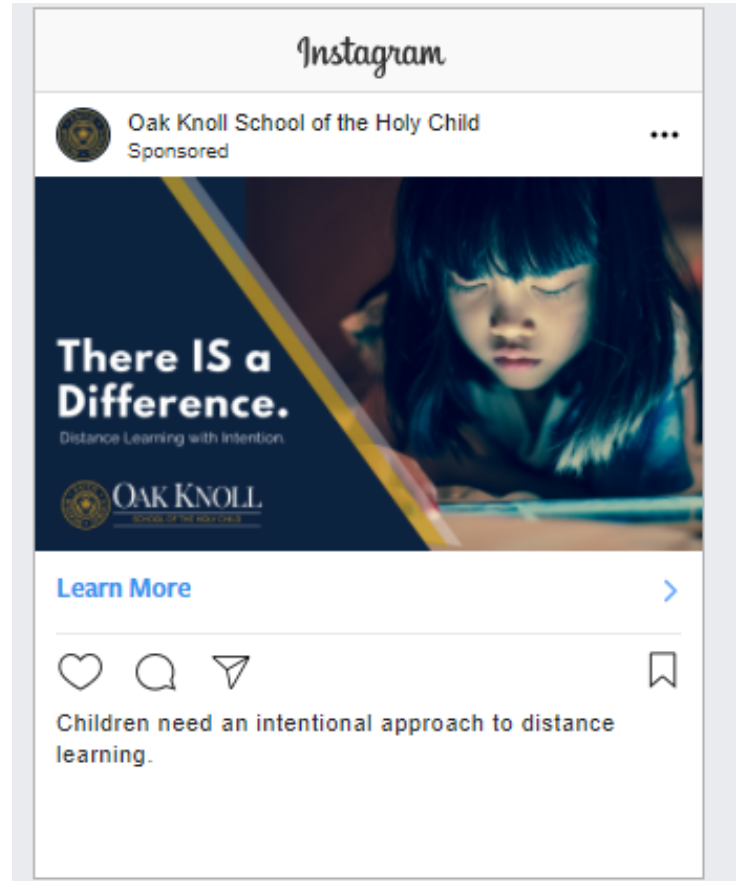 Instagram
Oak Knoll School of the Holy Child
Sponsored
There IS a
Difference.
Distance Learning with Intention.
OAK KNOLL
SCHOOL OF THE HOLY CHILD
Learn More
Children need an intentional approach to distance
learning.